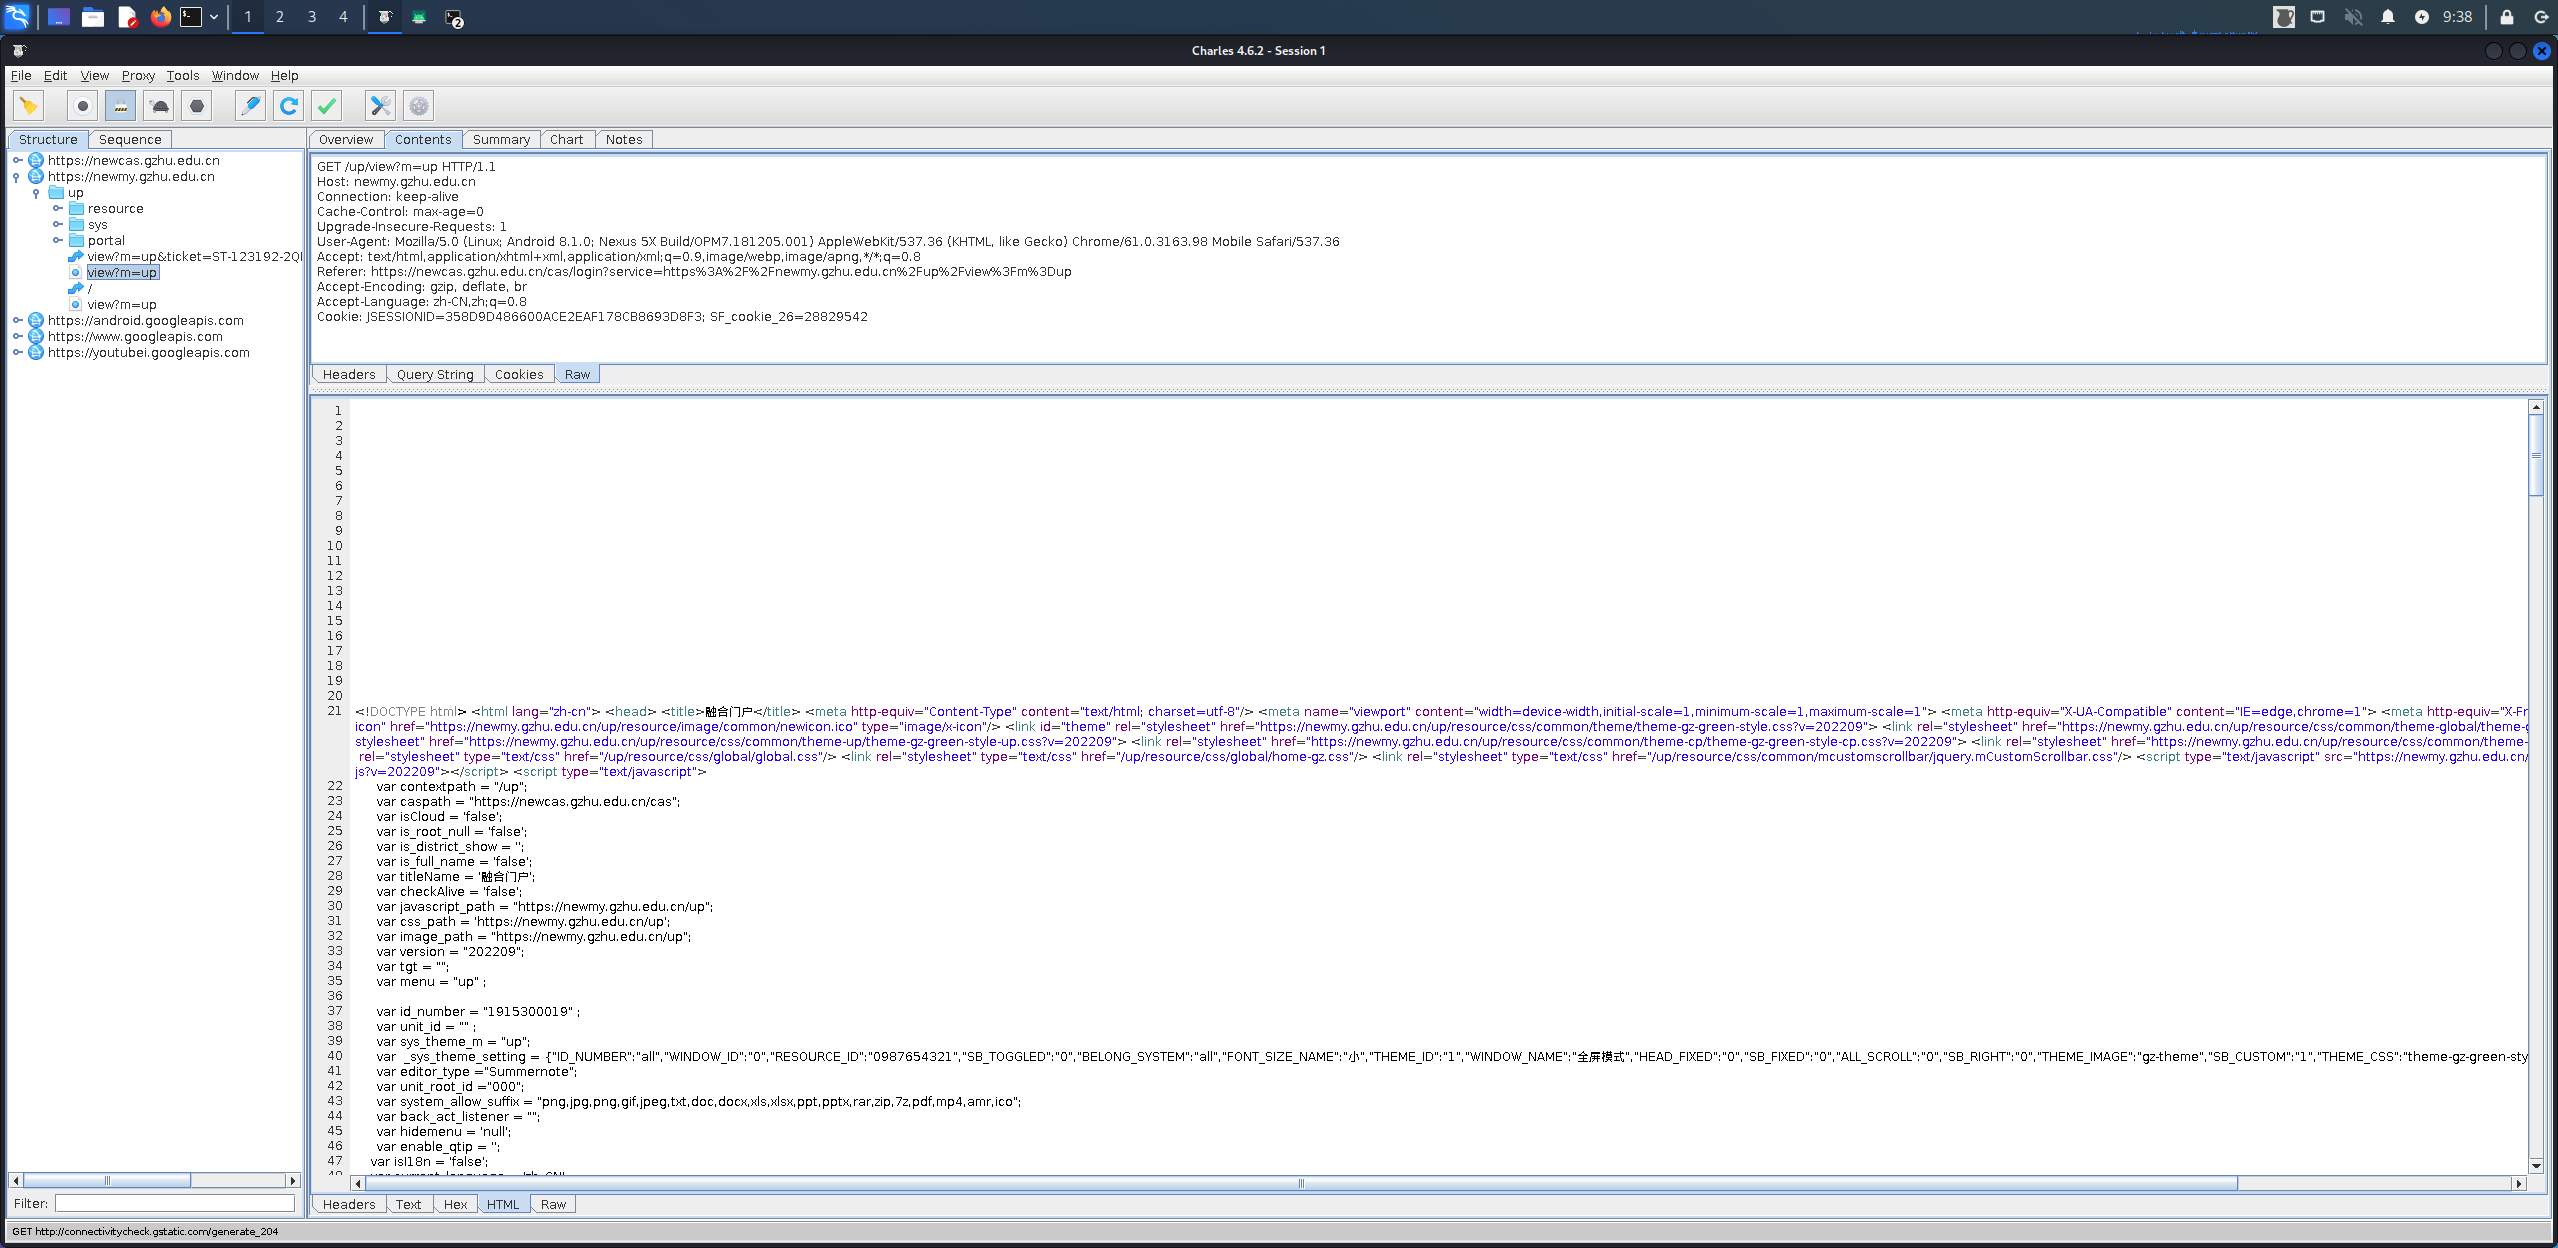 1 2 3 4
2
9:38
Charles 4.6.2 - Session 1
File Edit View Proxy Tools Window Help
Structure Sequence
https://newcas.gzhu.edu.cn
https://newmy.gzhu.edu.cn
up
resource
sys
portal
view?m=up&ticket=ST-123192-2QI
view?m=up
/
view?m=up
https://android.googleapis.com
https://www.googleapis.com
https://youtubei.googleapis.com
Filter:
Overview Contents Summary Chart Notes
GET /up/view?m=up HTTP/1.1
Host: newmy.gzhu.edu.cn
Connection: keep-alive
Cache-Control: max-age=0
Upgrade-Insecure-Requests: 1
User-Agent: Mozilla/5.0 (Linux; Android 8.1.0; Nexus 5X Build/OPM7.181205.001) AppleWebKit/537.36 (KHTML, like Gecko) Chrome/61.0.3163.98 Mobile Safari/537.36
Accept: text/html,application/xhtml+xml,application/xml;q=0.9,image/webp,image/apng,*/*;q=0.8
Referer: https://newcas.gzhu.edu.cn/cas/login?service=https%3A%2F%2Fnewmy.gzhu.edu.cn%2Fup%2Fview%3Fm%3Dup
Accept-Encoding: gzip, deflate, br
Accept-Language: zh-CN,zh;q=0.8
Cookie: JSESSIONID=358D9D486600ACE2EAF178CB8693D8F3; SF_cookie_26=28829542
Headers Query String Cookies Raw
1
2
3
4
5
6
7
8
9
10
11
12
13
14
15
16
17
18
19
20
21 <!DOCTYPE html> <html lang="zh-cn"> <head> <title>融合门户</title> <meta http-equiv="Content-Type" content="text/html; charset=utf-8"/> <meta name="viewport" content="width=device-width,initial-scale=1,minimum-scale=1,maximum-scale=1"> <meta http-equiv="X-UA-Compatible" content="IE=edge,chrome=1"> <meta http-equiv="X-Fr
icon" href="https://newmy.gzhu.edu.cn/up/resource/image/common/newicon.ico" type="image/x-icon"/> <link id="theme" rel="stylesheet" href="https://newmy.gzhu.edu.cn/up/resource/css/common/theme/theme-gz-green-style.css?v=202209"> <link rel="stylesheet" href="https://newmy.gzhu.edu.cn/up/resource/css/common/theme-global/theme-g
stylesheet" href="https://newmy.gzhu.edu.cn/up/resource/css/common/theme-up/theme-gz-green-style-up.css?v=202209"> <link rel="stylesheet" href="https://newmy.gzhu.edu.cn/up/resource/css/common/theme-cp/theme-gz-green-style-cp.css?v=202209"> <link rel="stylesheet" href="https://newmy.gzhu.edu.cn/up/resource/css/common/theme-
rel="stylesheet" type="text/css" href="/up/resource/css/global/global.css"/> <link rel="stylesheet" type="text/css" href="/up/resource/css/global/home-gz.css"/> <link rel="stylesheet" type="text/css" href="/up/resource/css/common/mcustomscrollbar/jquery.mCustomScrollbar.css"/> <script type="text/javascript" src="https://newmy.gzhu.edu.cn/
js?v=202209"></script> <script type="text/javascript">
22 var contextpath = "/up";
23 var caspath = "https://newcas.gzhu.edu.cn/cas";
24 var isCloud = 'false';
25 var is_root_null = 'false';
26 var is_district_show = '';
27 var is_full_name = 'false';
28 var titleName = '融合门户';
29 var checkAlive = 'false';
30 var javascript_path = "https://newmy.gzhu.edu.cn/up";
31 var css_path = 'https://newmy.gzhu.edu.cn/up';
32 var image_path = "https://newmy.gzhu.edu.cn/up";
33 var version = "202209";
34 var tgt = "";
35 var menu = "up" ;
36
37 var id_number = "1915300019" ;
38 var unit_id = "" ;
39 var sys_theme_m = "up";
40 var _sys_theme_setting = {"ID_NUMBER":"all","WINDOW_ID":"0","RESOURCE_ID":"0987654321","SB_TOGGLED":"0","BELONG_SYSTEM":"all","FONT_SIZE_NAME":"小","THEME_ID":"1","WINDOW_NAME":"全屏模式","HEAD_FIXED":"0","SB_FIXED":"0","ALL_SCROLL":"0","SB_RIGHT":"0","THEME_IMAGE":"gz-theme","SB_CUSTOM":"1","THEME_CSS":"theme-gz-green-sty
41 var editor_type ="Summernote";
42 var unit_root_id ="000";
43 var system_allow_suffix = "png,jpg,png,gif,jpeg,txt,doc,docx,xls,xlsx,ppt,pptx,rar,zip,7z,pdf,mp4,amr,ico";
44 var back_act_listener = "";
45 var hidemenu = 'null';
46 var enable_qtip = '';
47 var isI18n = 'false';
Headers Text Hex HTML Raw
GET http://connectivitycheck.gstatic.com/generate_204